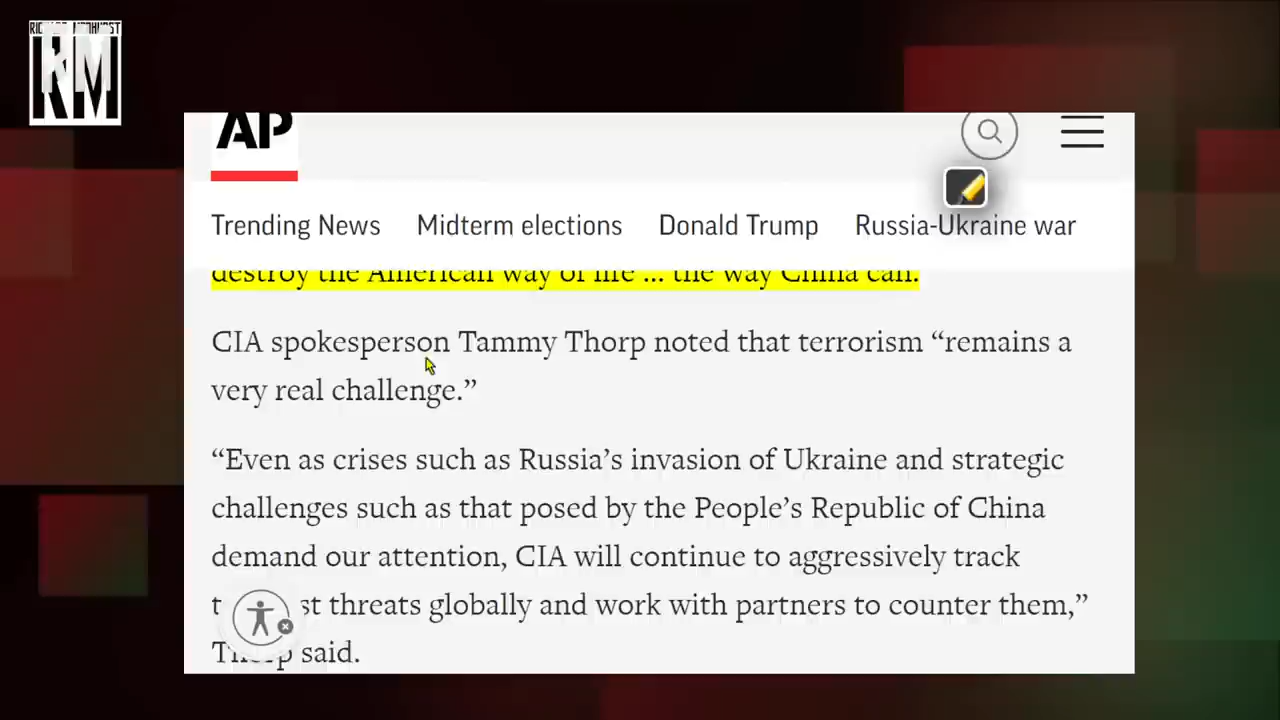 RM
AP
Trending News Midterm elections Donald Trump Russia-Ukraine war
destroy the American way of life ... the way China can.
CIA spokesperson Tammy Thorp noted that terrorism “remains a
very real challenge.”
“Even as crises such as Russia’s invasion of Ukraine and strategic
challenges such as that posed by the People’s Republic of China
demand our attention, CIA will continue to aggressively track
st threats globally and work with partners to counter them,”
Thorp said.